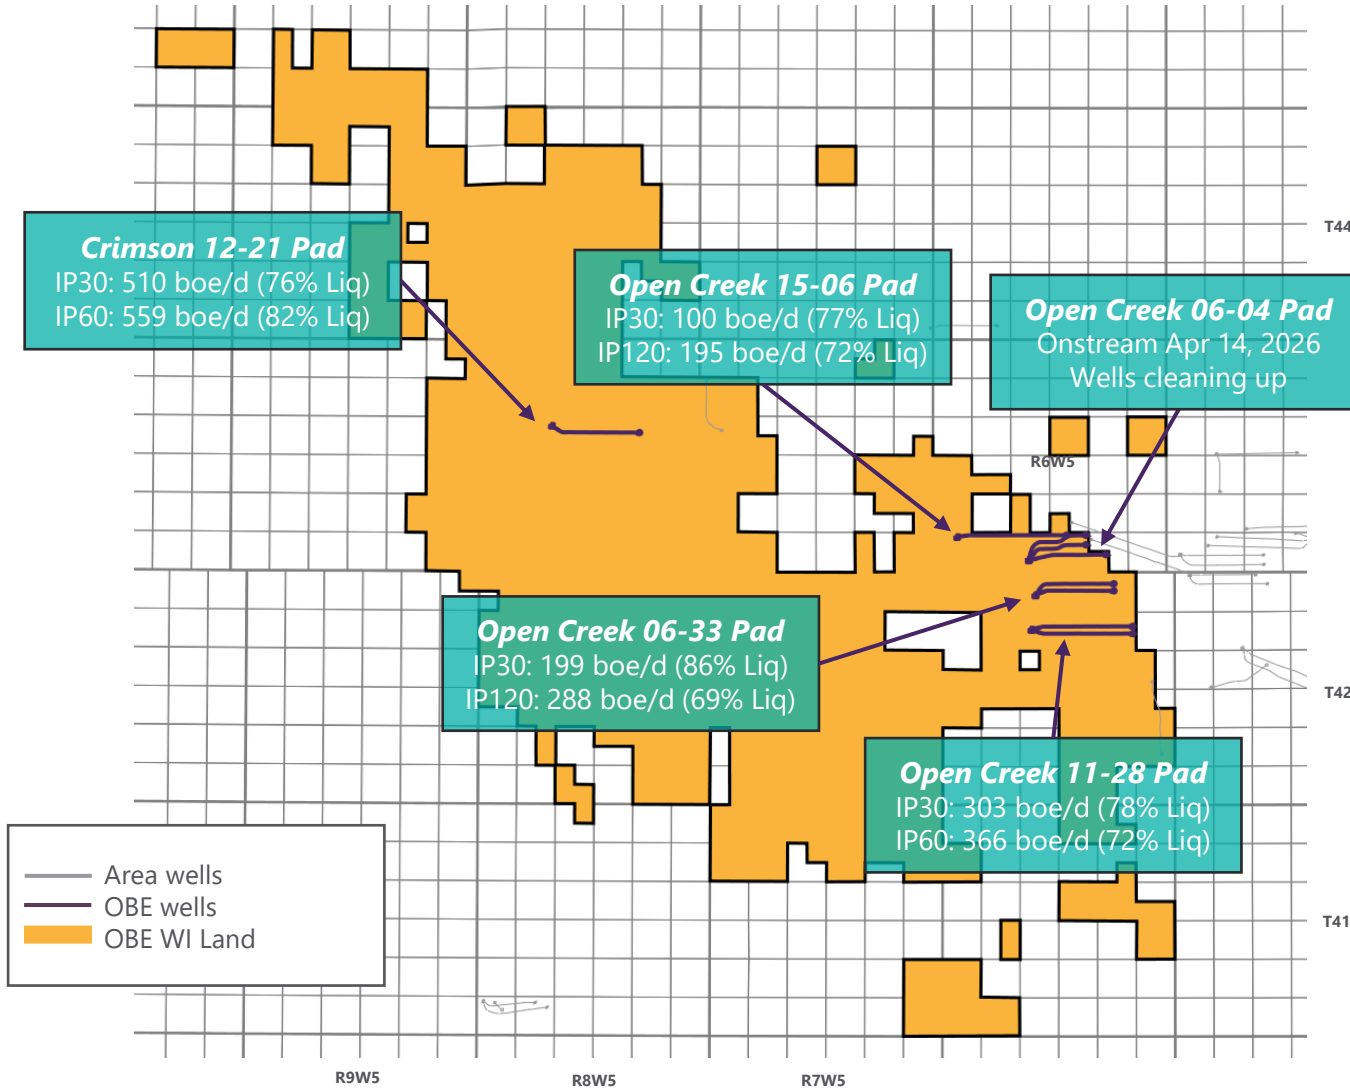 T44
Crimson 12-21 Pad
IP30: 510 boe/d (76% Liq)
IP60: 559 boe/d (82% Liq)
Open Creek 15-06 Pad
IP30: 100 boe/d (77% Liq)
IP120: 195 boe/d (72% Liq)
Open Creek 06-04 Pad
Onstream Apr 14, 2026
Wells cleaning up
R6W5
Open Creek 06-33 Pad
IP30: 199 boe/d (86% Liq)
IP120: 288 boe/d (69% Liq)
T42
Open Creek 11-28 Pad
IP30: 303 boe/d (78% Liq)
IP60: 366 boe/d (72% Liq)
Area wells
OBE wells
OBE WI Land
T41
R9W5
R8W5
R7W5